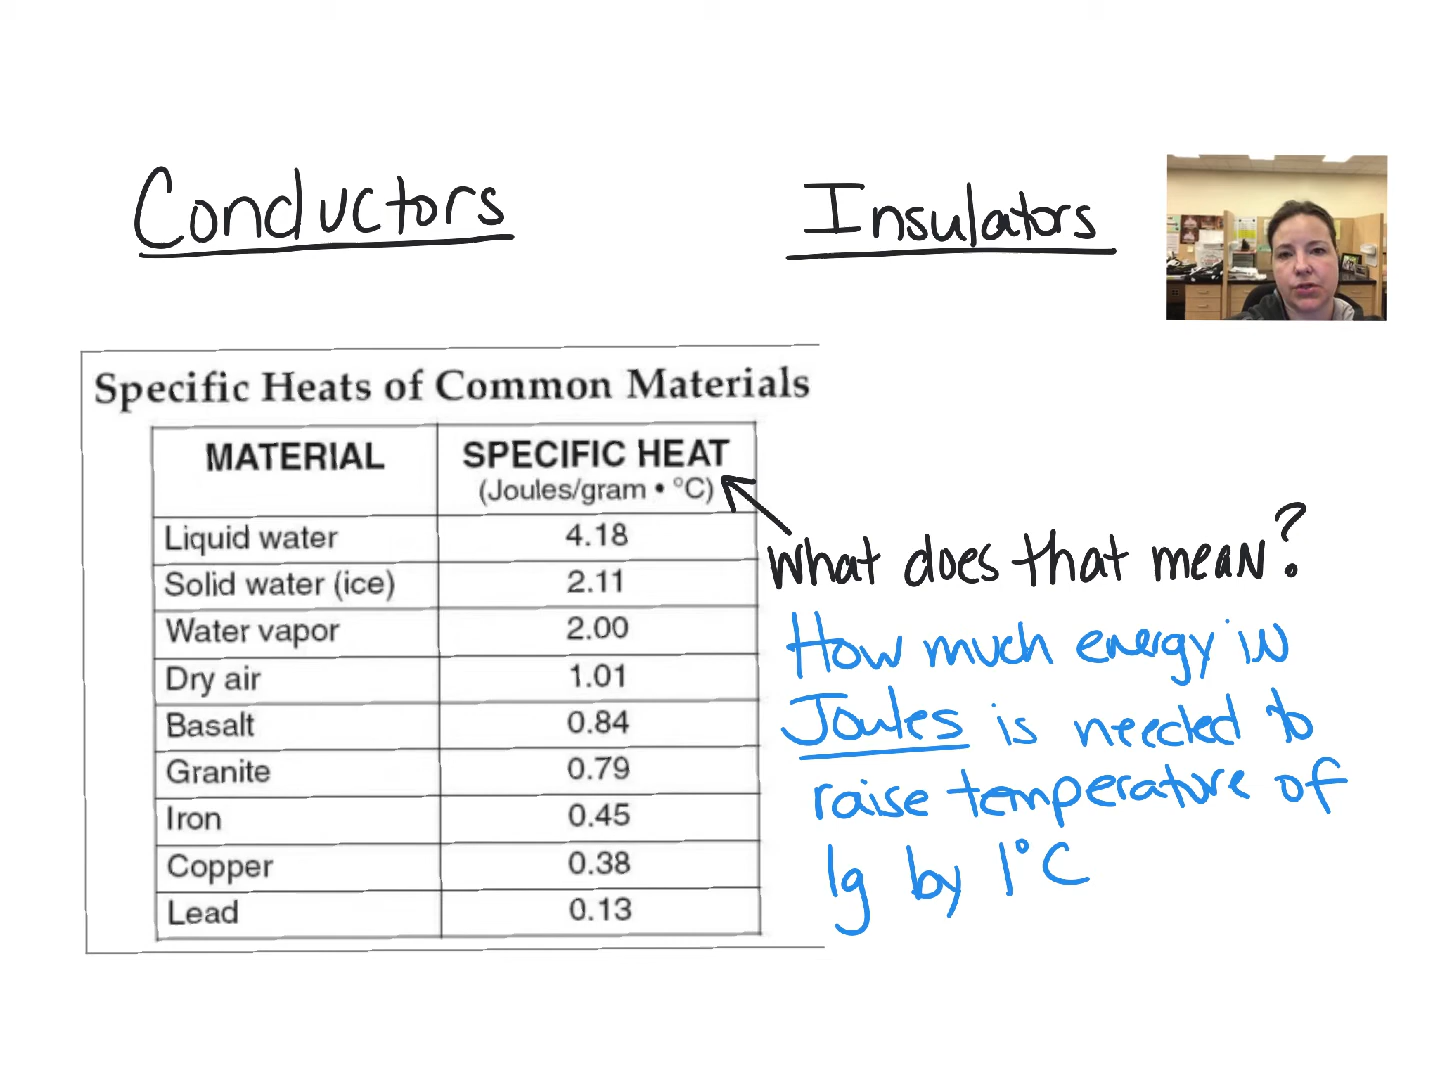 Conductors
Insulators
Specific Heats of Common Materials
MATERIAL
SPECIFIC HEAT
(Joules/gram • °C)
Liquid water 4.18
Solid water (ice) 2.11
Water vapor 2.00
Dry air 1.01
Basalt 0.84
Granite 0.79
Iron 0.45
Copper 0.38
Lead 0.13
What does that mean?
How much energy in
Joules is needed to
raise temperature of
1g by 1°C